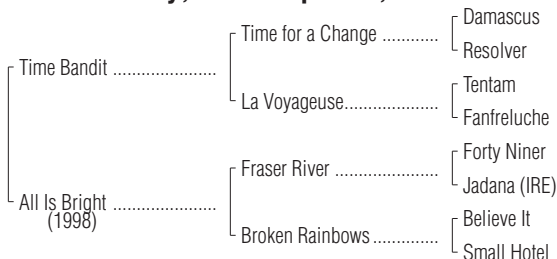 Damascus
Time for a Change ............
Resolver
Time Bandit ......................
Tentam
La Voyageuse....................
Fanfreluche
Forty Niner
Fraser River ......................
Jadana (IRE)
All Is Bright ......................
(1998)
Believe It
Broken Rainbows..............
Small Hotel